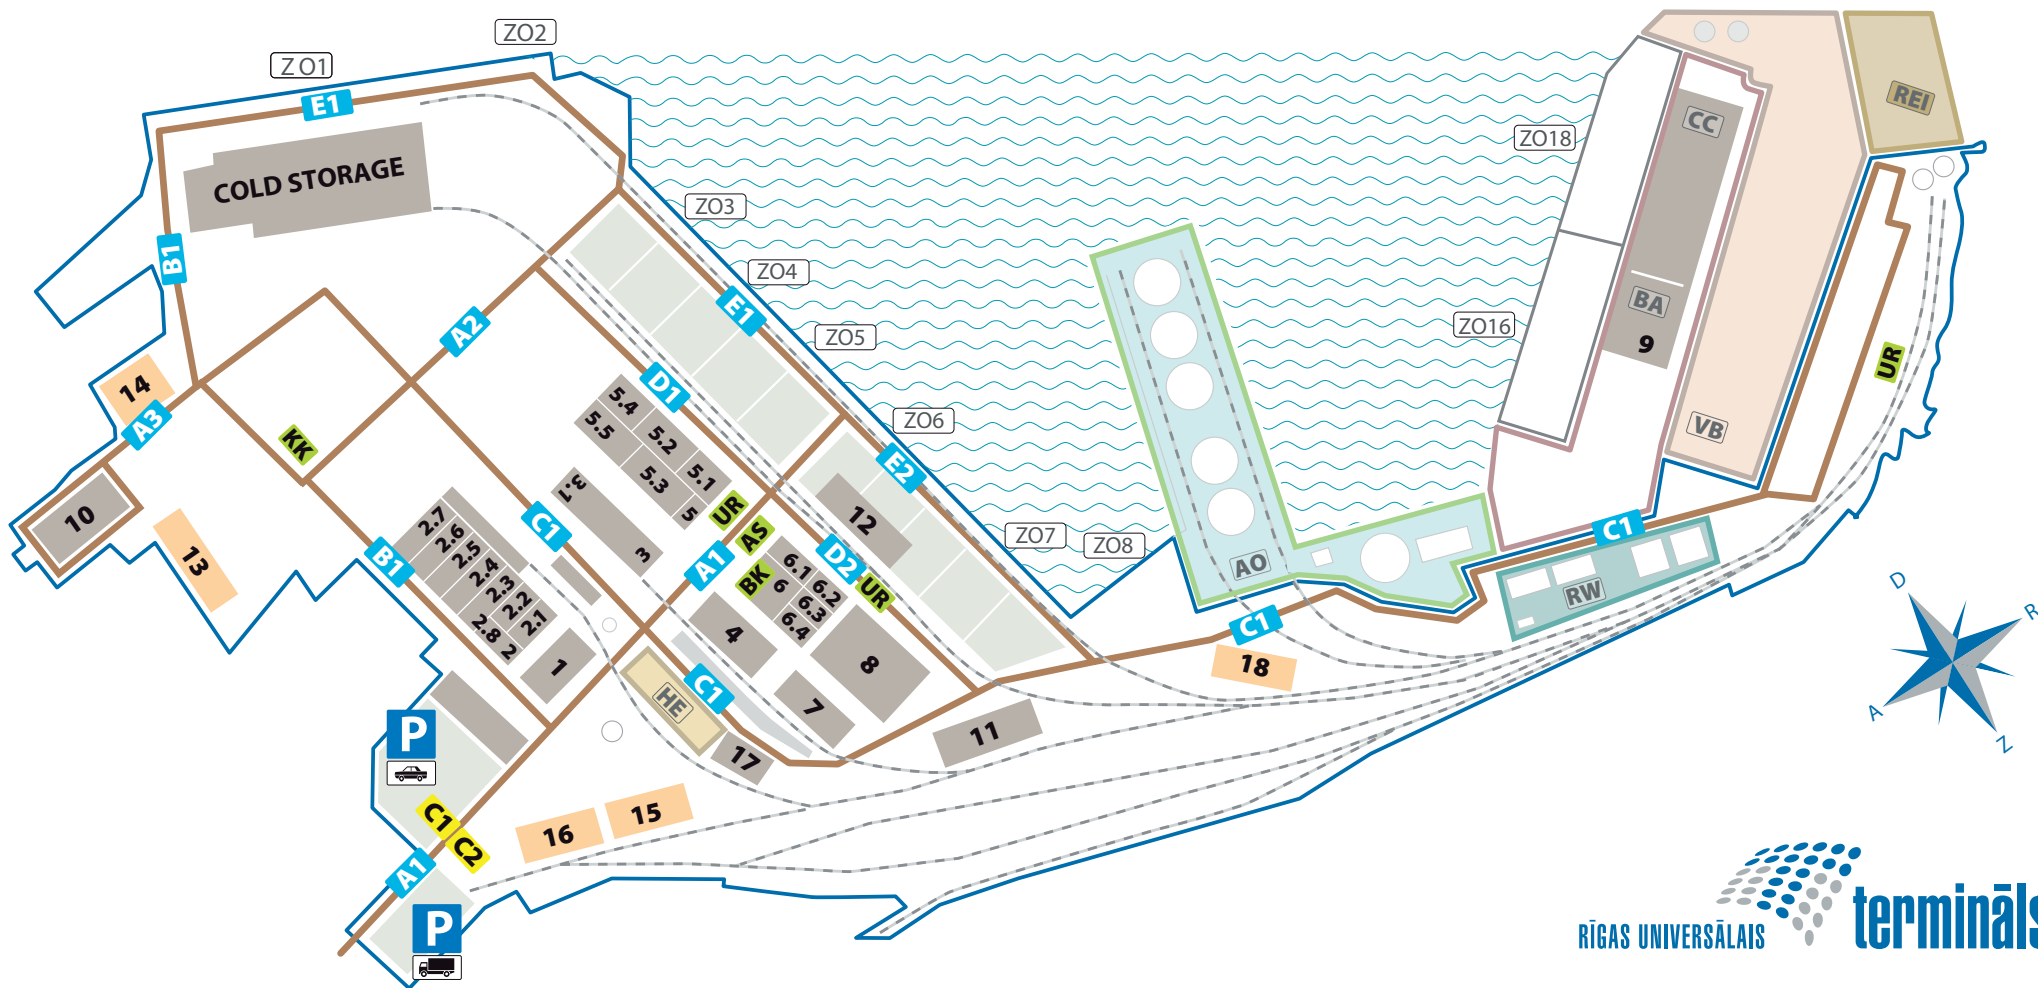 ZO2
Z O1
E1
COLD STORAGE
B1
ZO3
ZO4
E1
ZO5
A2
ZO6
E2
ZO7
ZO8
ZO18
ZO16
CC
BA
9
VB
REI
UR
D1
14
A3
KK
10
13
5.4
5.5
5.2
5.3
5.1
5
3.1
3
C1
UR
AS
A1
BK
12
D2
UR
6.1
6
6.2
6.3
6.4
2.7
2.6
2.5
2.4
2.3
2.2
2.1
2.8
2
B1
1
4
8
7
HE
C1
17
11
18
C1
AO
C1
RW
P
C1
C2
A1
P
16
15
D
R
A
Z
RĪGAS UNIVERSĀLAIS
termināls